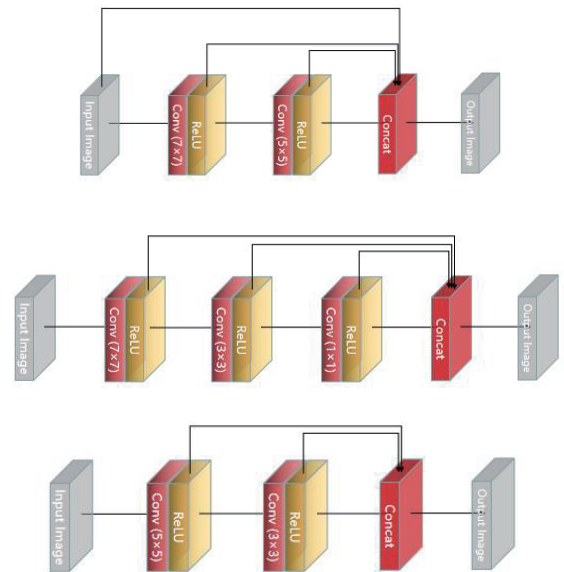 Input Image
Conv (7×7)
ReLU
Conv (5×5)
ReLU
Concat
Output Image
Input Image
Conv (7×7)
ReLU
Conv (3×3)
ReLU
Conv (1×1)
ReLU
Concat
Output Image
Input Image
Conv (5×5)
ReLU
Conv (3×3)
ReLU
Concat
Output Image